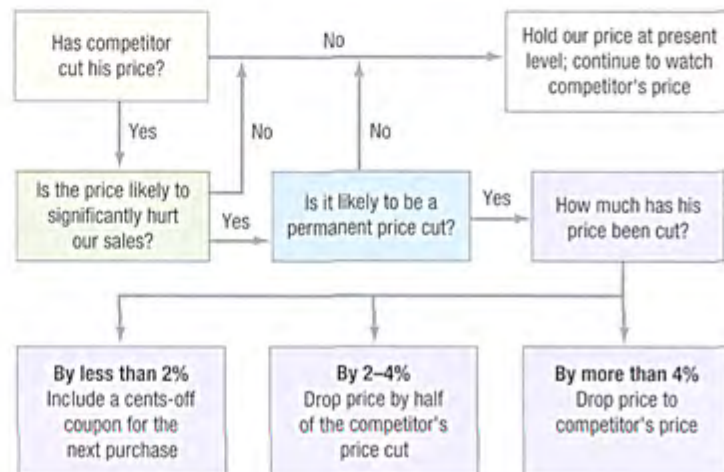 Has competitor
cut his price?
No
Hold our price at present
level; continue to watch
competitor's price
Yes
No
No
Is the price likely to
significantly hurt
our sales?
Yes
Is it likely to be a
permanent price cut?
Yes
How much has his
price been cut?
By less than 2%
Include a cents-off
coupon for the
next purchase
By 2–4%
Drop price by half
of the competitor's
price cut
By more than 4%
Drop price to
competitor's price